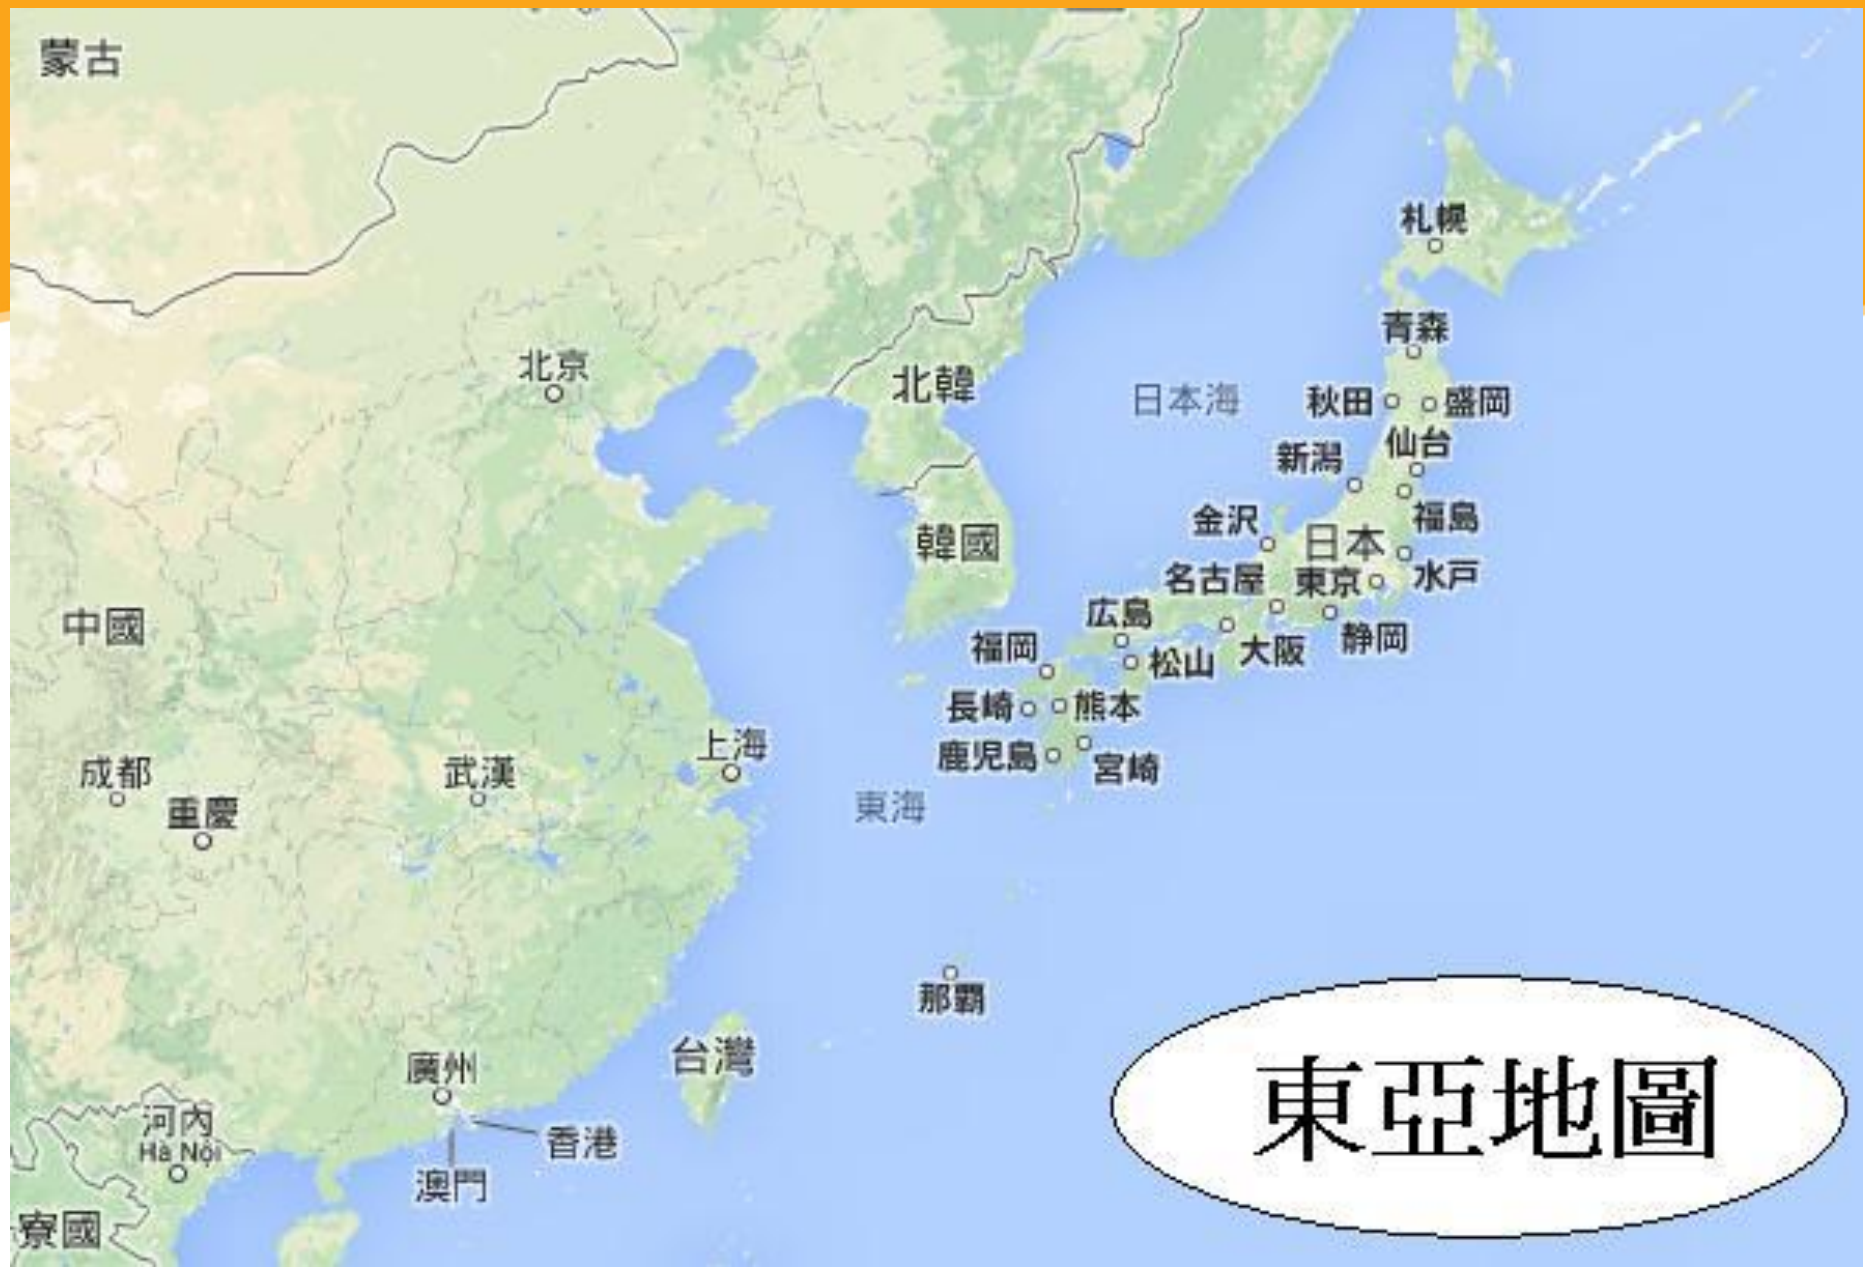 蒙古
札幌
青森
北京
北韓
日本海
秋田
盛岡
仙台
新潟
金沢
福島
韓國
日本
名古屋
東京
水戸
広島
中國
福岡
松山
大阪
静岡
長崎
熊本
上海
鹿児島
宮崎
成都
武漢
重慶
東海
那覇
台灣
廣州
河內
Hà Nội
香港
澳門
寮國
東亞地圖